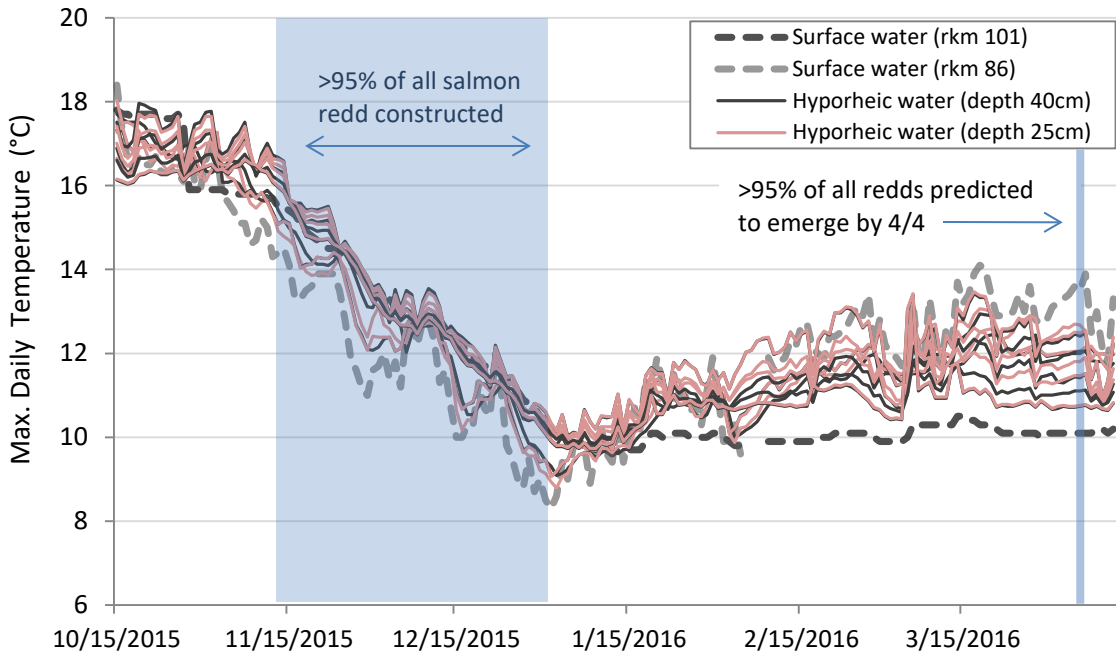 Max. Daily Temperature (°C)
20
18
16
14
12
10
8
6
10/15/2015
11/15/2015
12/15/2015
1/15/2016
2/15/2016
3/15/2016
>95% of all salmon
redd constructed
Surface water (rkm 101)
Surface water (rkm 86)
Hyporheic water (depth 40cm)
Hyporheic water (depth 25cm)
>95% of all redds predicted
to emerge by 4/4